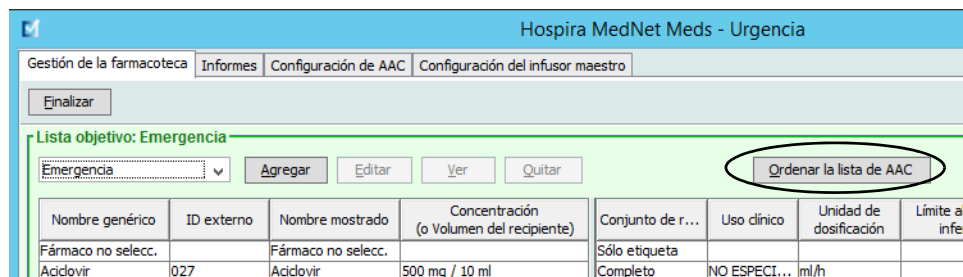 Hospira MedNet Meds - Urgencia
Gestión de la farmacoteca Informes Configuración de AAC Configuración del infusor maestro
Finalizar
Lista objetivo: Emergencia
Emergencia Agregar Editar Ver Quitar Ordenar la lista de AAC
Nombre genérico ID externo Nombre mostrado Concentración (o Volumen del recipiente) Conjunto de r... Uso clínico Unidad de dosificación Límite
Fármaco no selecc. Fármaco no selecc. Sólo etiqueta
Aciclovir 027 Aciclovir 500 mg / 10 ml Completo NO ESPECI... ml/h